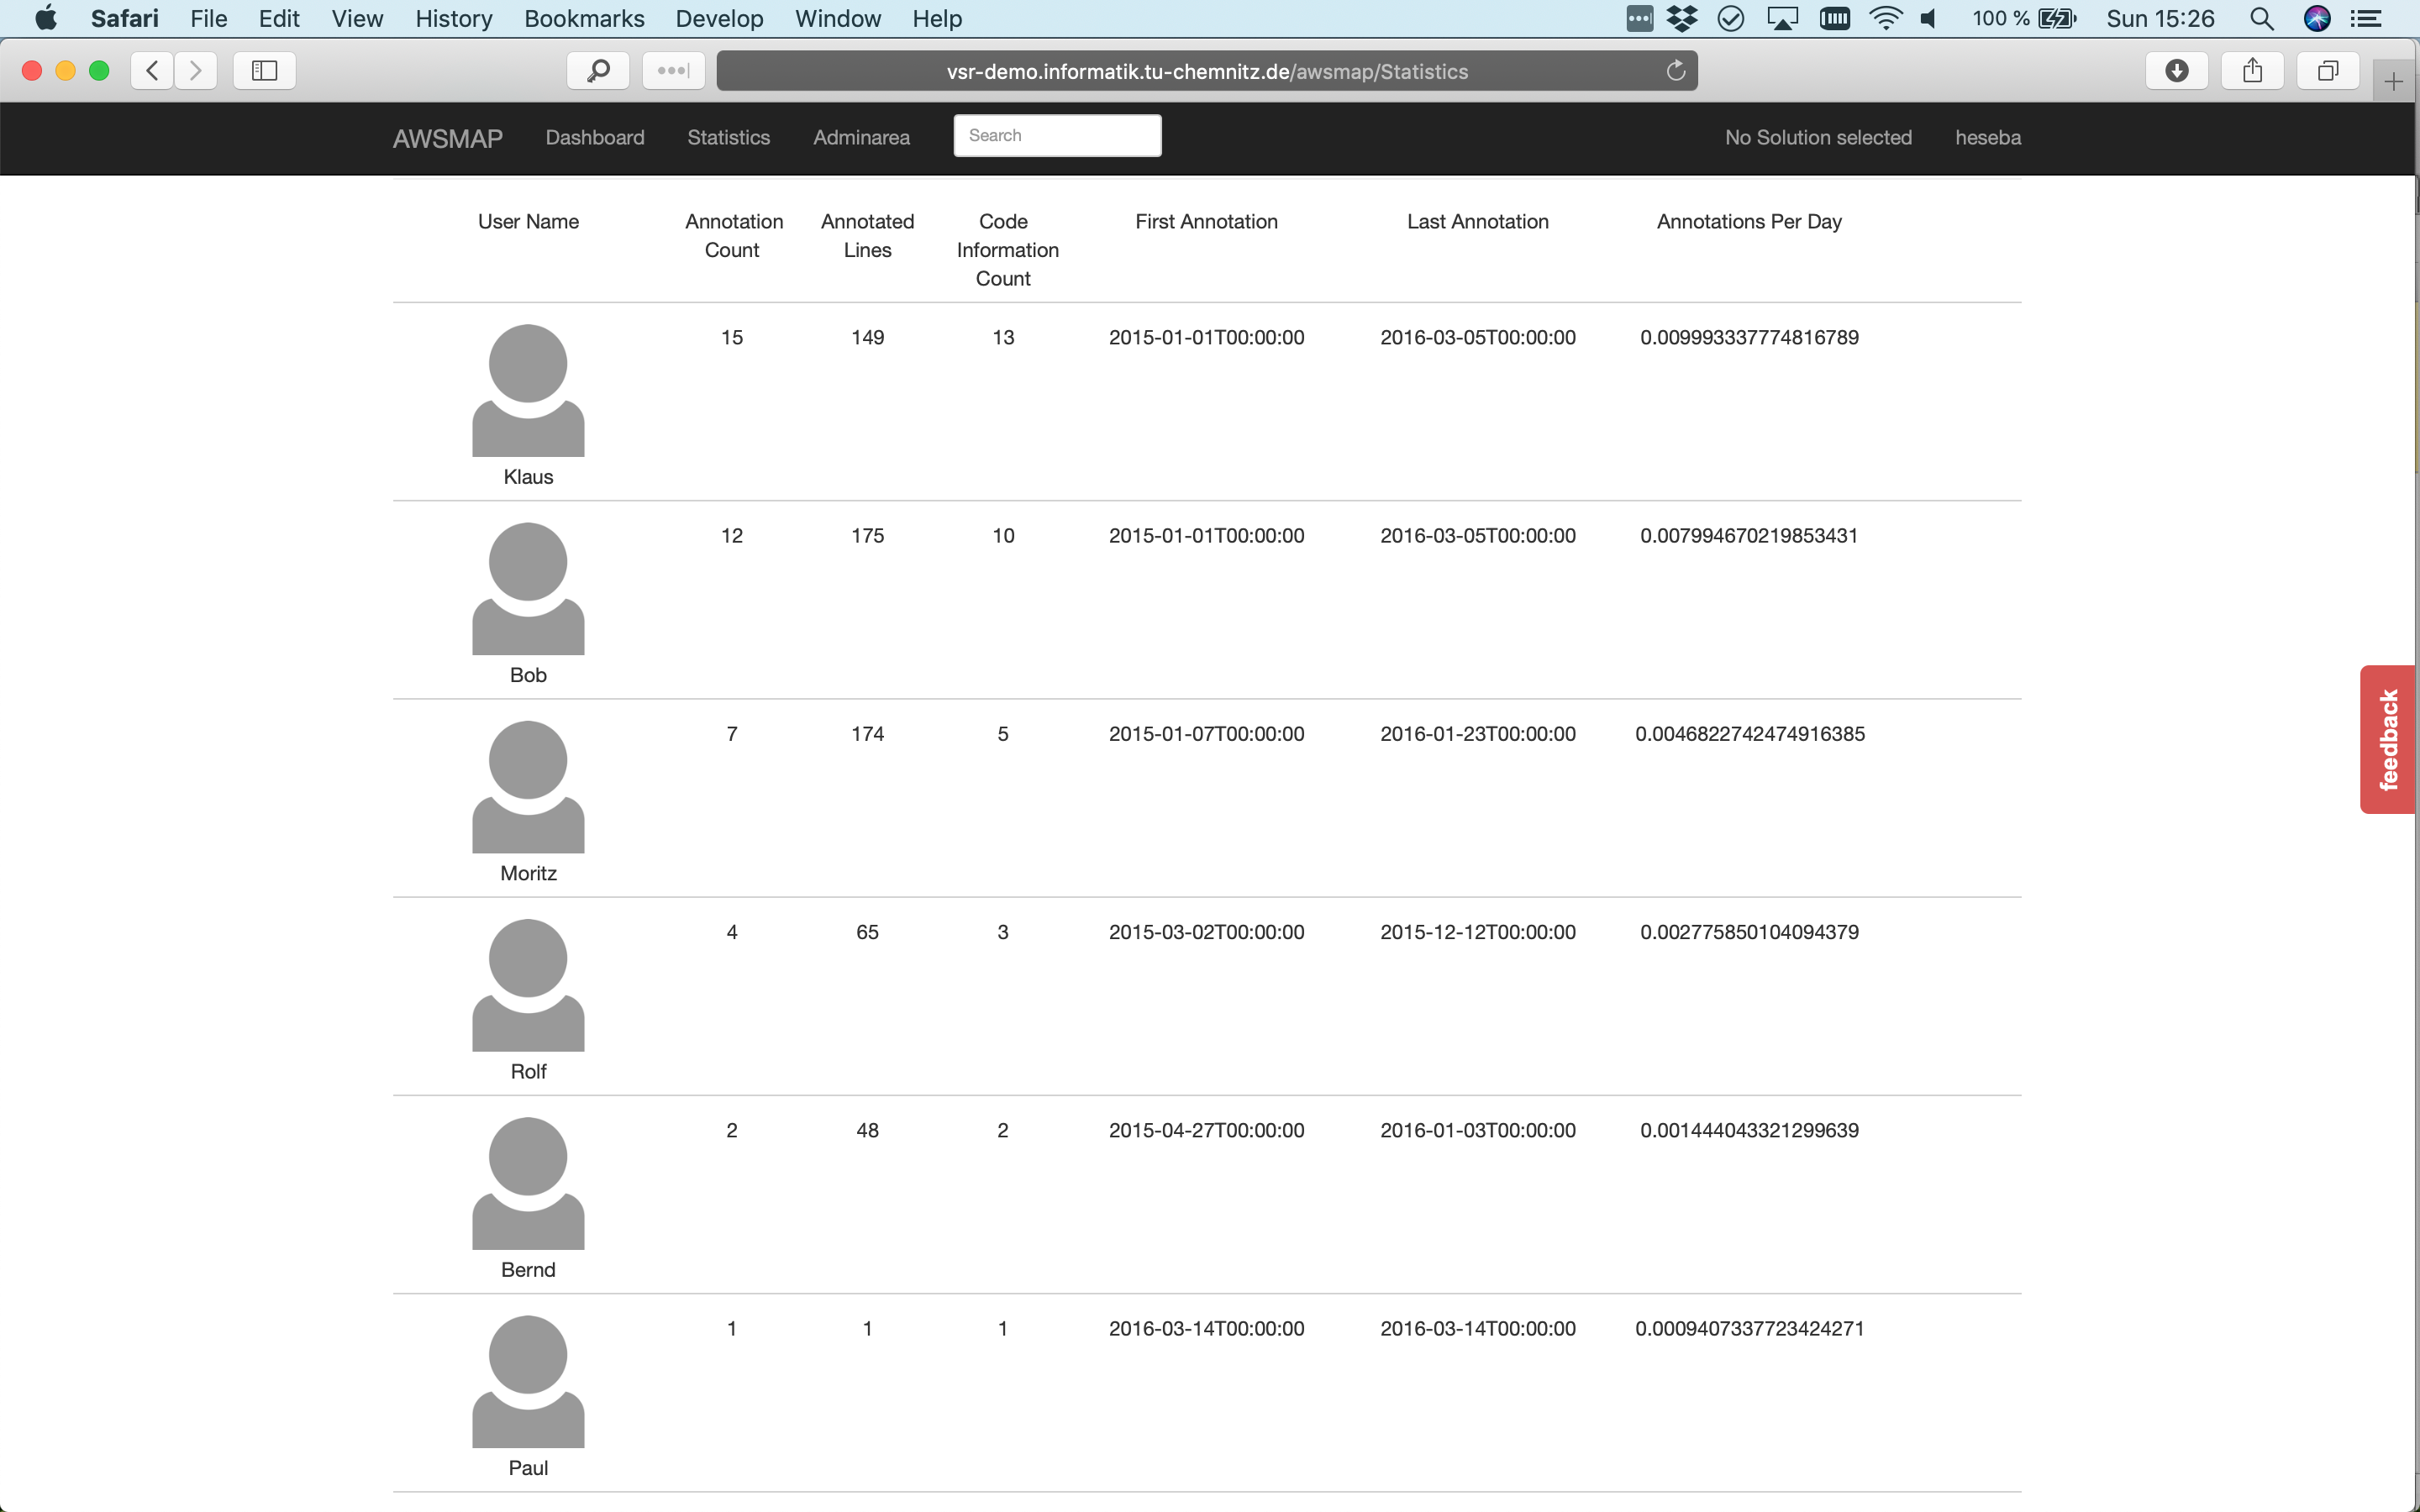 Safari File Edit View History Bookmarks Develop Window Help 100 % Sun 15:26
vsr-demo.informatik.tu-chemnitz.de/awsmap/Statistics
AWSMAP Dashboard Statistics Adminarea Search No Solution selected heseba
User Name Annotation Count Annotated Lines Code Information Count First Annotation Last Annotation Annotations Per Day
15 149 13 2015-01-01T00:00:00 2016-03-05T00:00:00 0.009993337774816789
Klaus
12 175 10 2015-01-01T00:00:00 2016-03-05T00:00:00 0.007994670219853431
Bob
7 174 5 2015-01-07T00:00:00 2016-01-23T00:00:00 0.0046822742474916385
Moritz
4 65 3 2015-03-02T00:00:00 2015-12-12T00:00:00 0.002775850104094379
Rolf
2 48 2 2015-04-27T00:00:00 2016-01-03T00:00:00 0.001444043321299639
Bernd
1 1 1 2016-03-14T00:00:00 2016-03-14T00:00:00 0.0009407337723424271
Paul
feedback